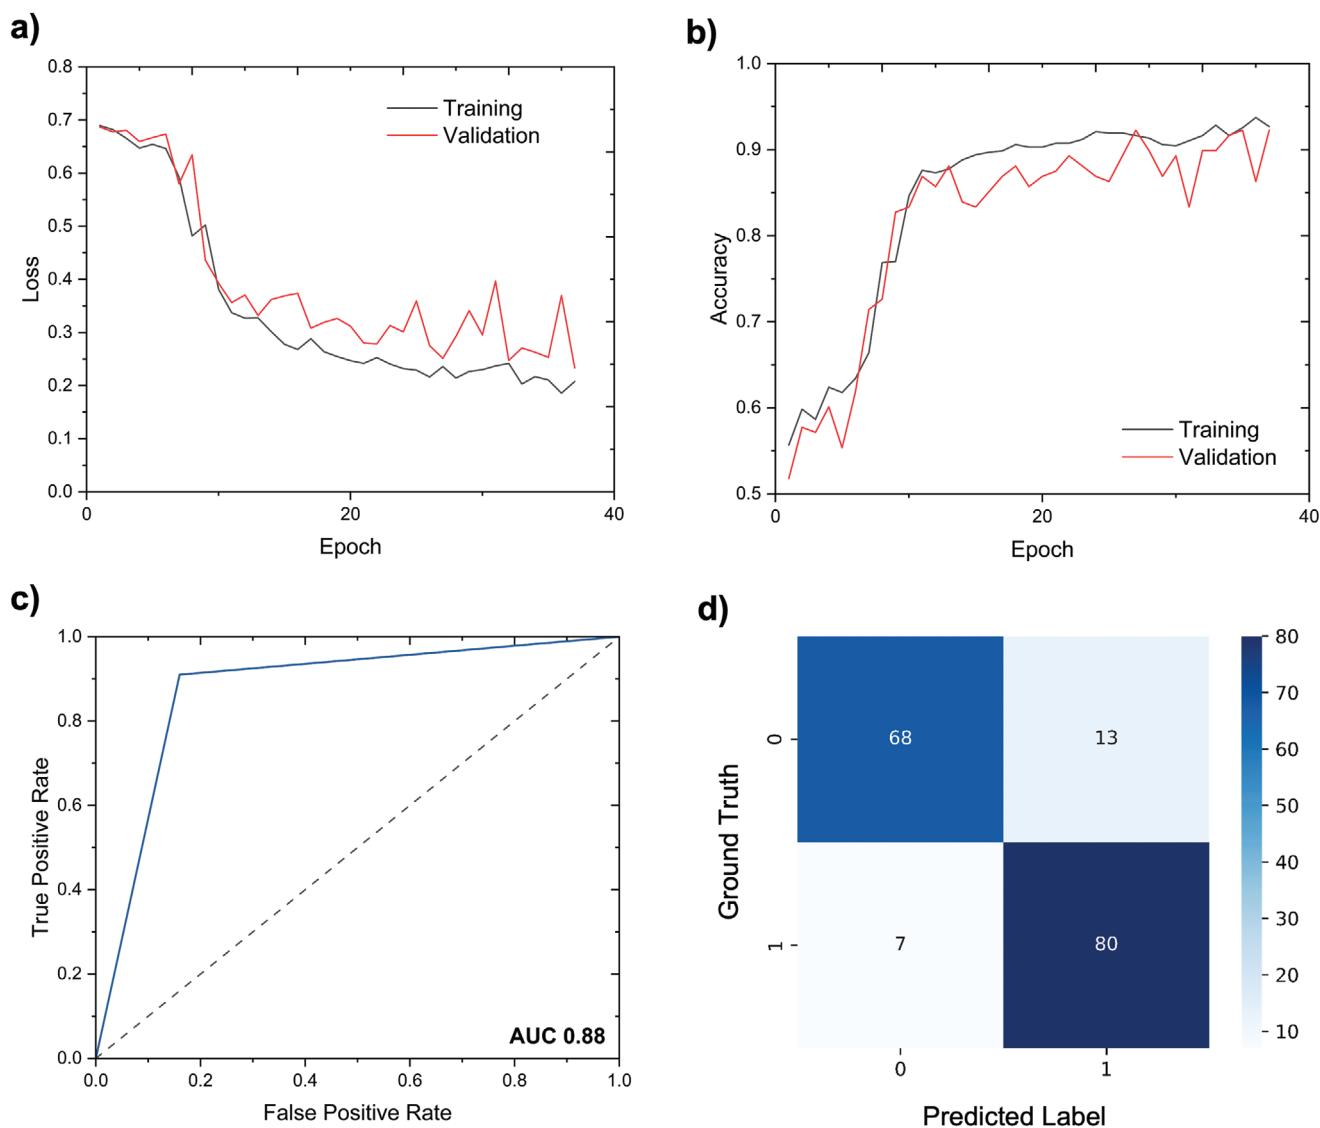 a)
0.8
0.7
0.6
0.5
0.4
0.3
0.2
0.1
0.0
Loss
0
20
40
Epoch
Training
Validation
b)
1.0
0.9
0.8
0.7
0.6
0.5
Accuracy
0
20
40
Epoch
Training
Validation
c)
1.0
0.8
0.6
0.4
0.2
0.0
True Positive Rate
0.0
0.2
0.4
0.6
0.8
1.0
False Positive Rate
AUC 0.88
d)
Ground Truth
0
1
68
13
7
80
0
1
Predicted Label
80
70
60
50
40
30
20
10